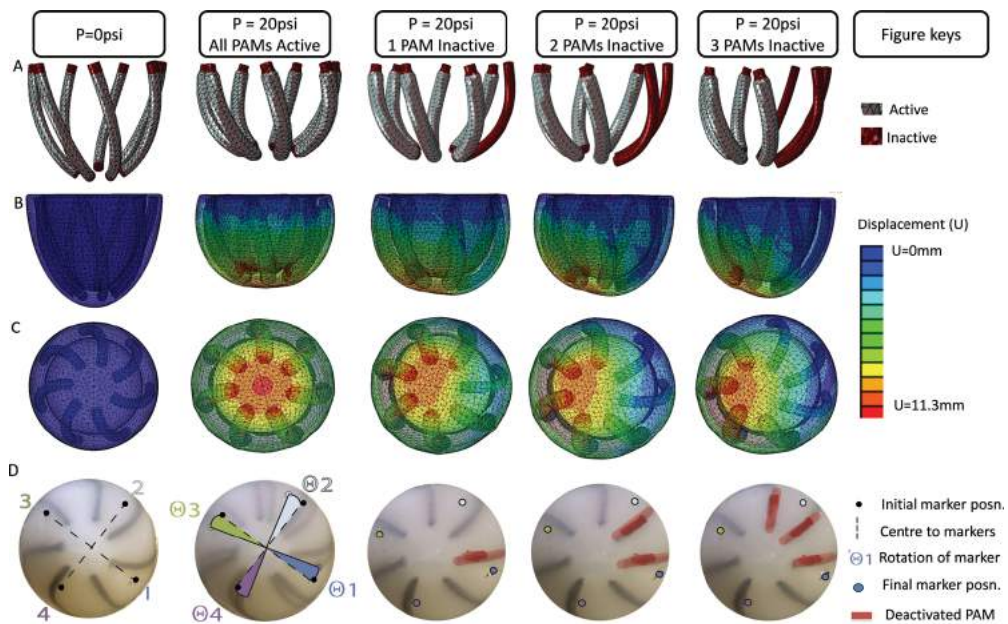 P=0psi
P = 20psi
All PAMs Active
P = 20psi
1 PAM Inactive
P = 20psi
2 PAMs Inactive
P = 20psi
3 PAMs Inactive
Figure keys
A
Active
Inactive
B
Displacement (U)
U=0mm
C
U=11.3mm
D
3
2
4
1
Θ3
Θ2
Θ4
Θ1
Initial marker posn.
Centre to markers
Θ1 Rotation of marker
Final marker posn.
Deactivated PAM